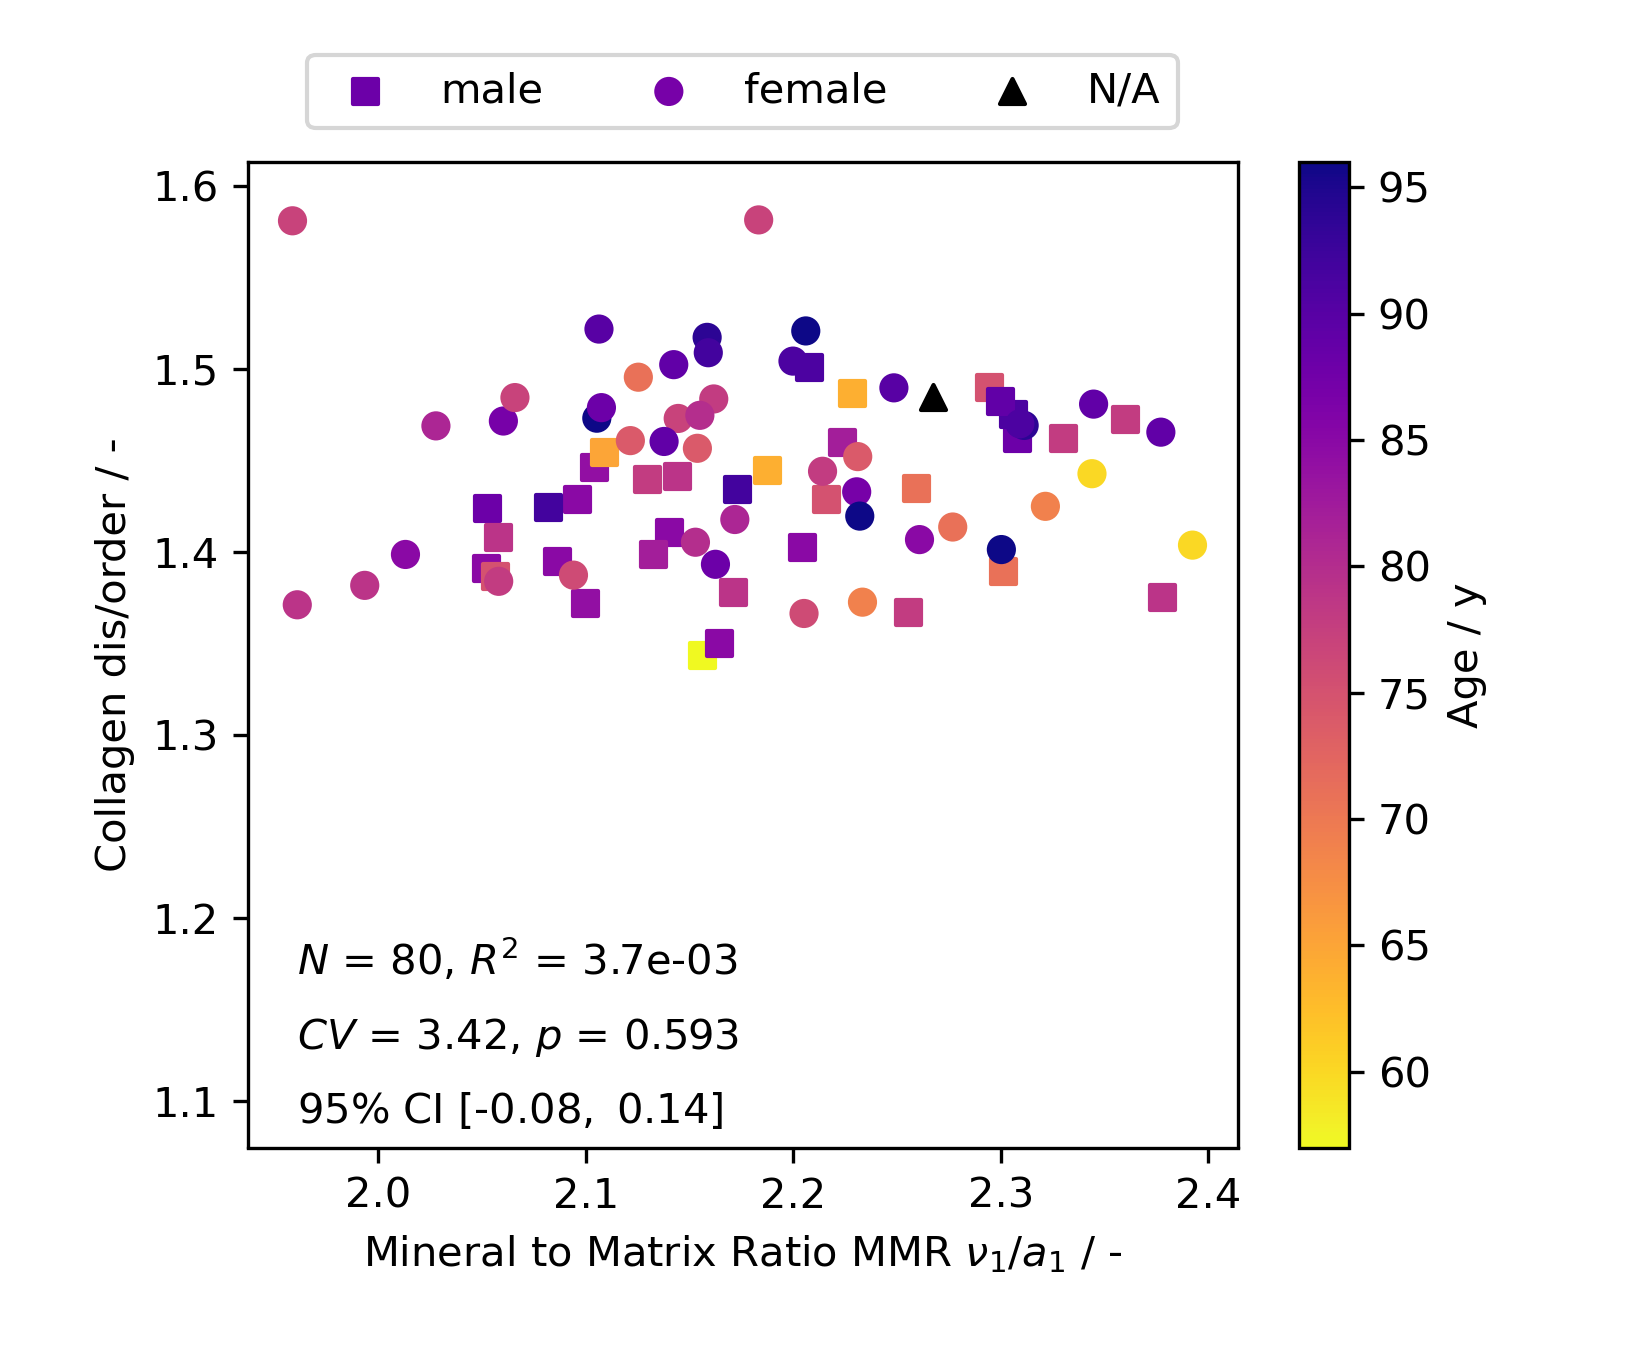 male female N/A
1.6
1.5
1.4
1.3
1.2
1.1
Collagen dis/order / -
N = 80, R² = 3.7e-03
CV = 3.42, p = 0.593
95% CI [-0.08, 0.14]
2.0 2.1 2.2 2.3 2.4
Mineral to Matrix Ratio MMR ν₁/a₁ / -
95
90
85
80
75
70
65
60
Age / y